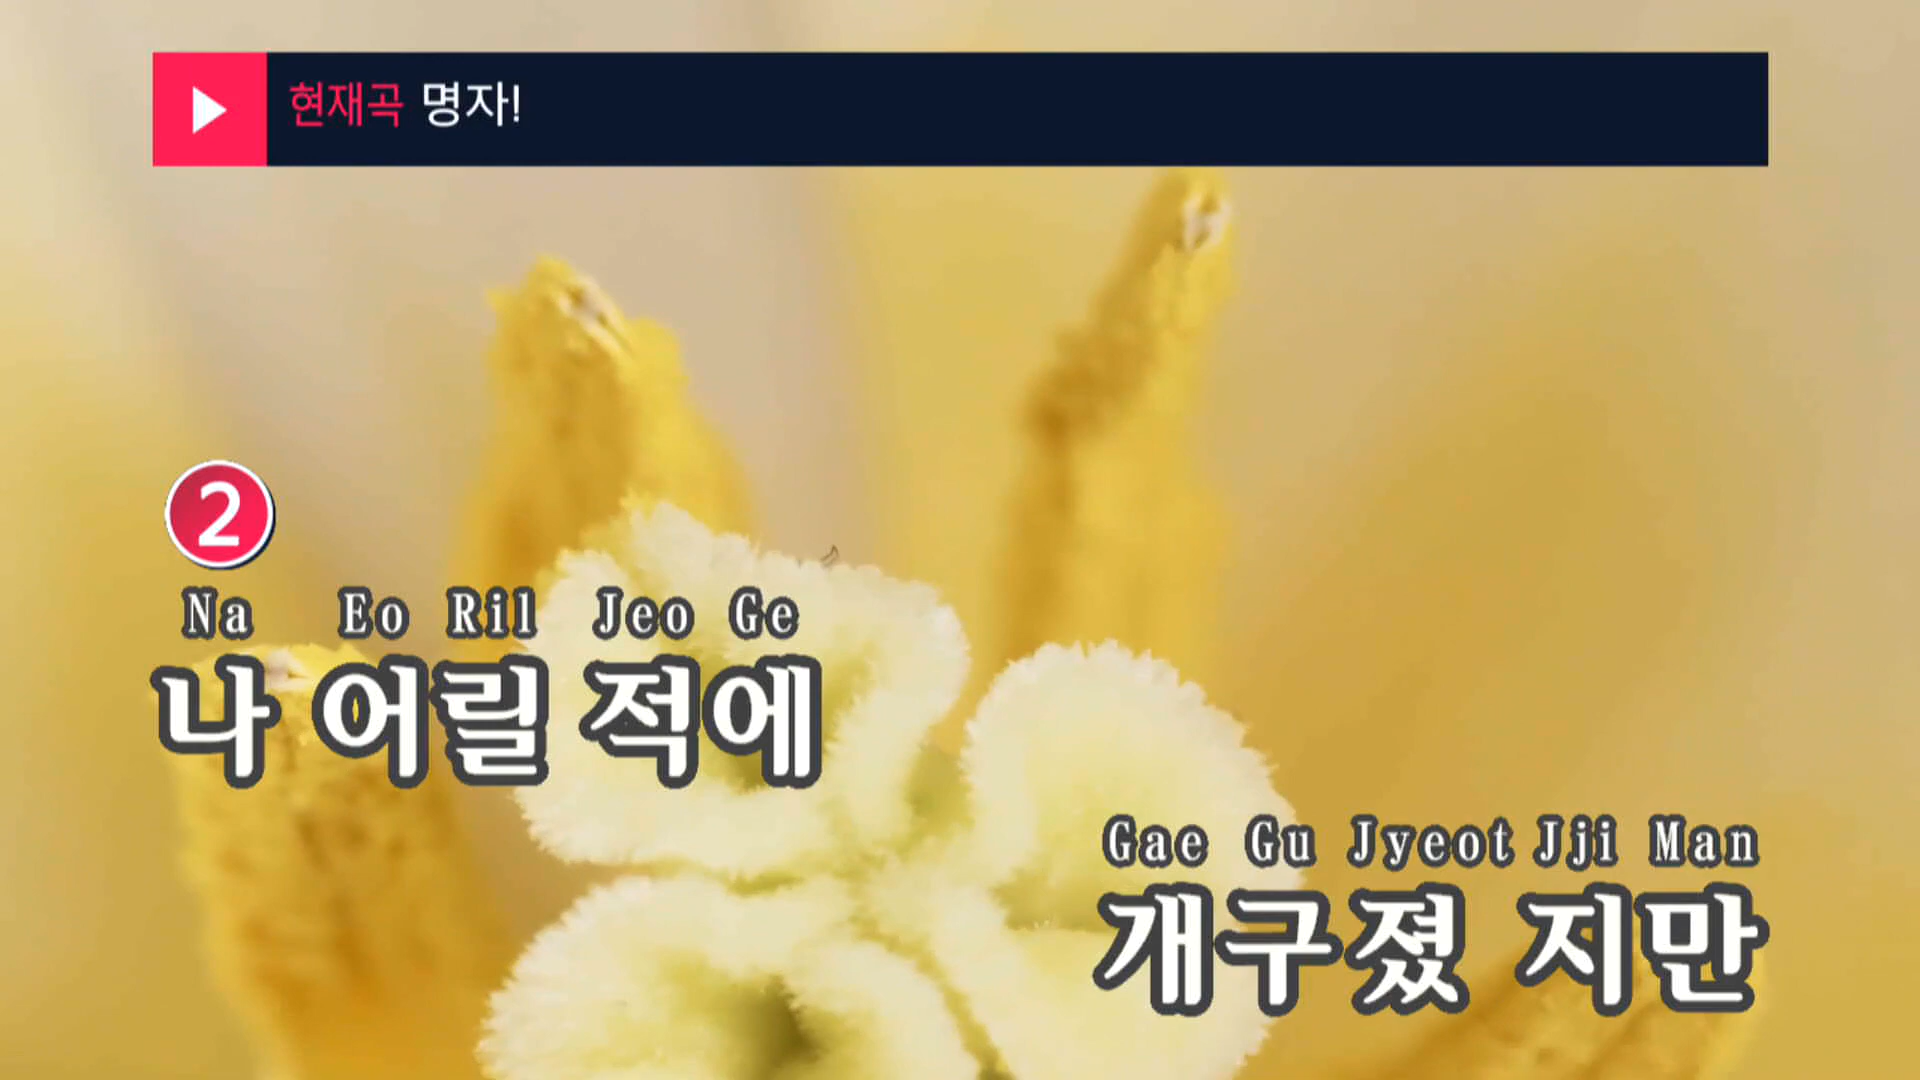 현재곡 명자!
2
Na Eo Ril Jeo Ge
나 어릴 적에
Gae Gu Jyeot Jji Man
개구졌 지만